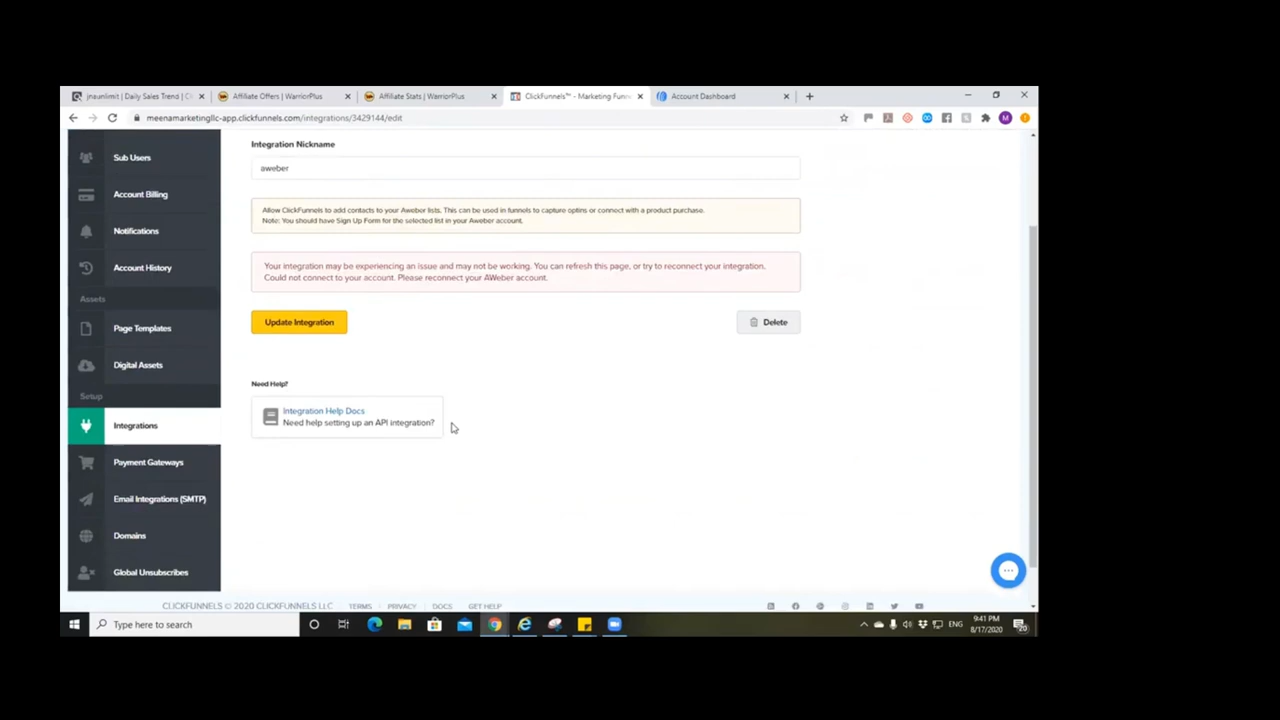 jnaunlimit | Daily Sales Trend | C
Affiliate Offers | WarriorPlus
Affiliate Stats | WarriorPlus
ClickFunnels™ - Marketing Funn
Account Dashboard
meenamarketingllc-app.clickfunnels.com/integrations/3429144/edit
M
Sub Users
Account Billing
Notifications
Account History
Assets
Page Templates
Digital Assets
Setup
Integrations
Payment Gateways
Email Integrations (SMTP)
Domains
Global Unsubscribes
Integration Nickname
aweber
Allow ClickFunnels to add contacts to your Aweber lists. This can be used in funnels to capture optins or connect with a product purchase.
Note: You should have Sign Up Form for the selected list in your Aweber account.
Your integration may be experiencing an issue and may not be working. You can refresh this page, or try to reconnect your integration.
Could not connect to your account. Please reconnect your AWeber account.
Update Integration
Delete
Need Help?
Integration Help Docs
Need help setting up an API integration?
CLICKFUNNELS © 2020 CLICKFUNNELS LLC
TERMS
PRIVACY
DOCS
GET HELP
Type here to search
ENG
9:41 PM
8/17/2020
20